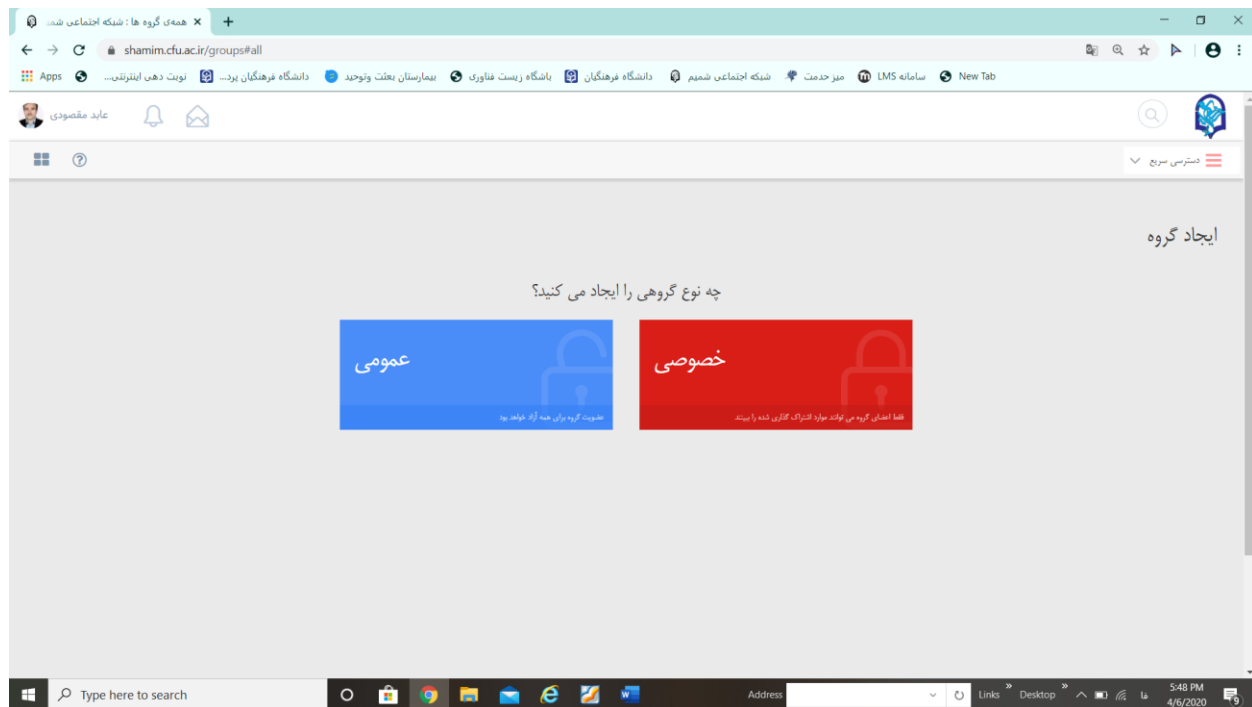 همه‌ی گروه ها : شبکه اجتماعی شمـ
shamim.cfu.ac.ir/groups#all
Apps
نوبت دهی اینترنتی...
دانشگاه فرهنگیان پرد...
بیمارستان بعثت وتوحید
باشگاه زیست فناوری
دانشگاه فرهنگیان
شبکه اجتماعی شمیم
میز خدمت
سامانه LMS
New Tab
عابد مقصودی
دسترسی سریع
ایجاد گروه
چه نوع گروهی را ایجاد می کنید؟
خصوصی
فقط اعضای گروه می توانند موارد اشتراک گذاری شده را ببینند
عمومی
عضویت گروه برای همه آزاد خواهد بود
Type here to search
Address
Links
Desktop
فا
5:48 PM
4/6/2020
9